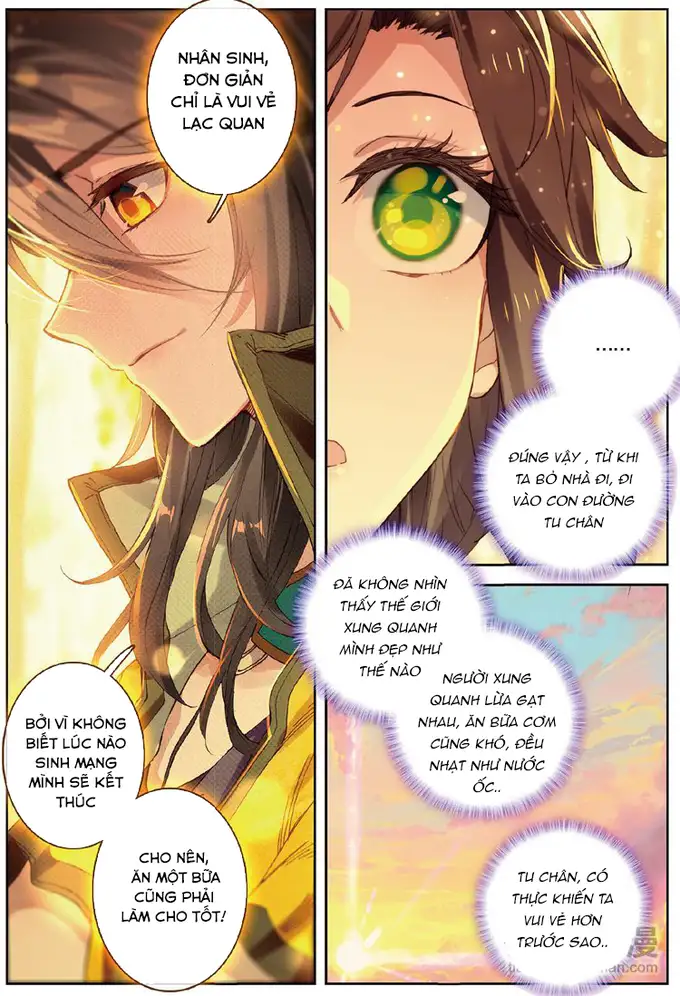 NHÂN SINH,
ĐƠN GIẢN
CHỈ LÀ VUI VẺ
LẠC QUAN
BỞI VÌ KHÔNG
BIẾT LÚC NÀO
SINH MẠNG
MÌNH SẼ KẾT
THÚC
CHO NÊN,
ĂN MỘT BỮA
CŨNG PHẢI
LÀM CHO TỐT!
......
ĐÚNG VẬY , TỪ KHI
TA BỎ NHÀ ĐI, ĐI
VÀO CON ĐƯỜNG
TU CHÂN
ĐÃ KHÔNG NHÌN
THẤY THẾ GIỚI
XUNG QUANH
MÌNH ĐẸP NHƯ
THẾ NÀO
NGƯỜI XUNG
QUANH LỪA GẠT
NHAU, ĂN BỮA CƠM
CŨNG KHÓ, ĐỀU
NHẠT NHƯ NƯỚC
ỐC..
TU CHÂN, CÓ
THỰC KHIẾN TA
VUI VẺ HƠN
TRƯỚC SAO..
漫